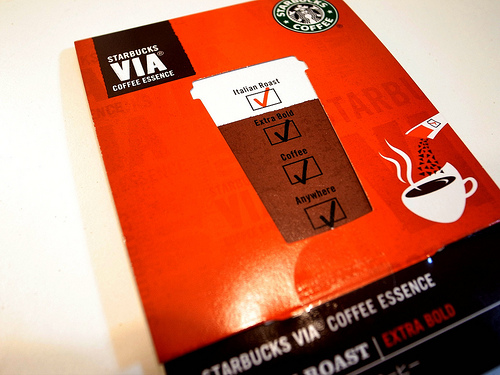 STARBUCKS
VIA®
COFFEE ESSENCE
STARBUCKS
COFFEE
Italian Roast
Extra Bold
Coffee
Anywhere
STARBUCKS VIA® COFFEE ESSENCE
ROAST | EXTRA BOLD